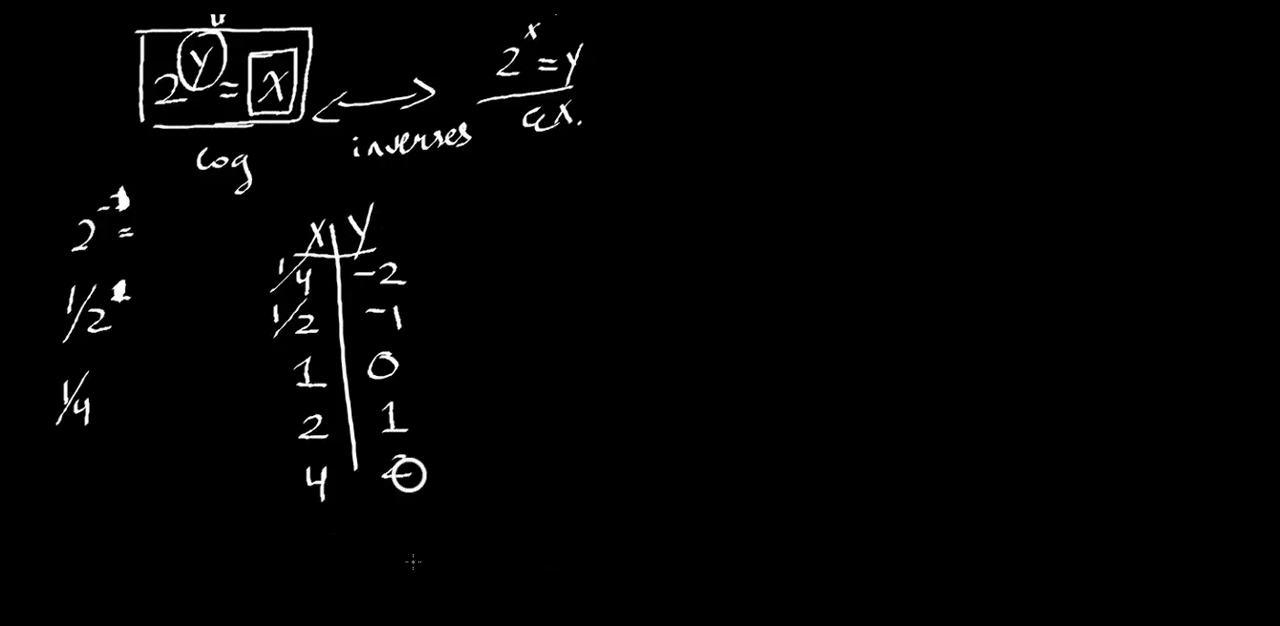 2^y = x
2^x = y
inverses
log
2^-1 =
1/2
1/4
x y
1/4 -2
1/2 -1
1 0
2 1
4